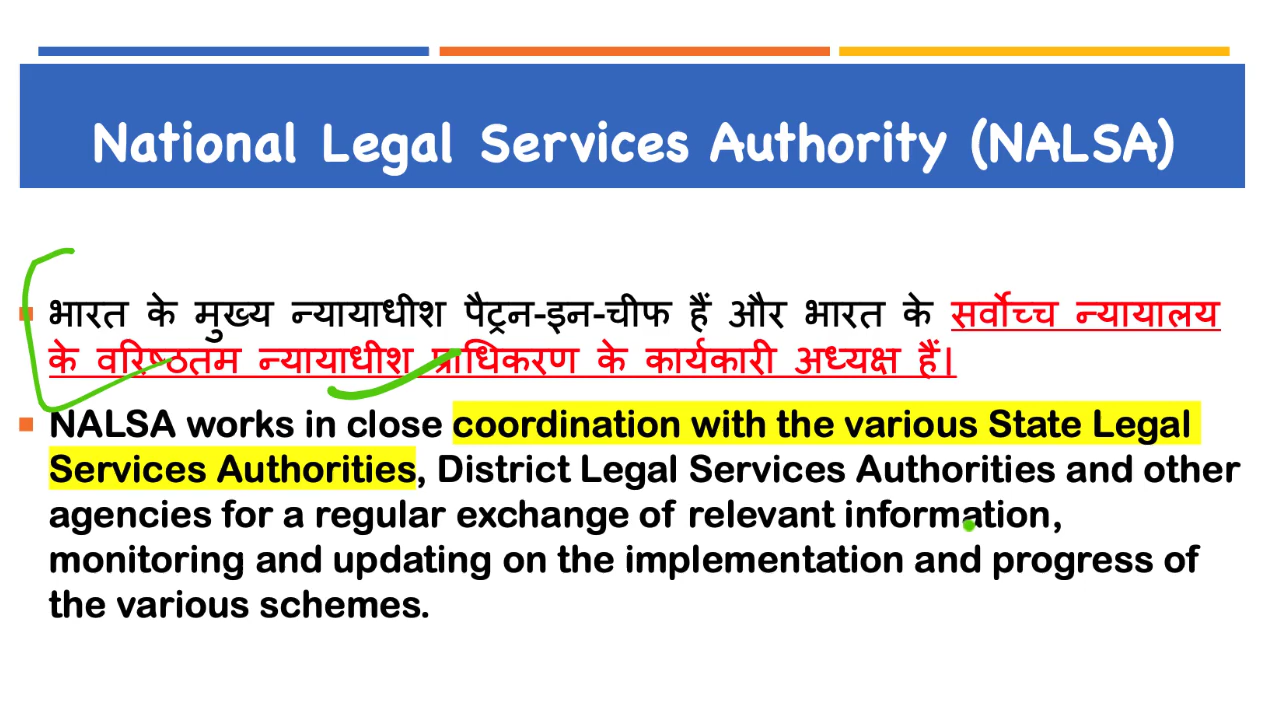 National Legal Services Authority (NALSA)
भारत के मुख्य न्यायाधीश पैट्रन-इन-चीफ हैं और भारत के सर्वोच्च न्यायालय
के वरिष्ठतम न्यायाधीश प्राधिकरण के कार्यकारी अध्यक्ष हैं।
NALSA works in close coordination with the various State Legal
Services Authorities, District Legal Services Authorities and other
agencies for a regular exchange of relevant information,
monitoring and updating on the implementation and progress of
the various schemes.